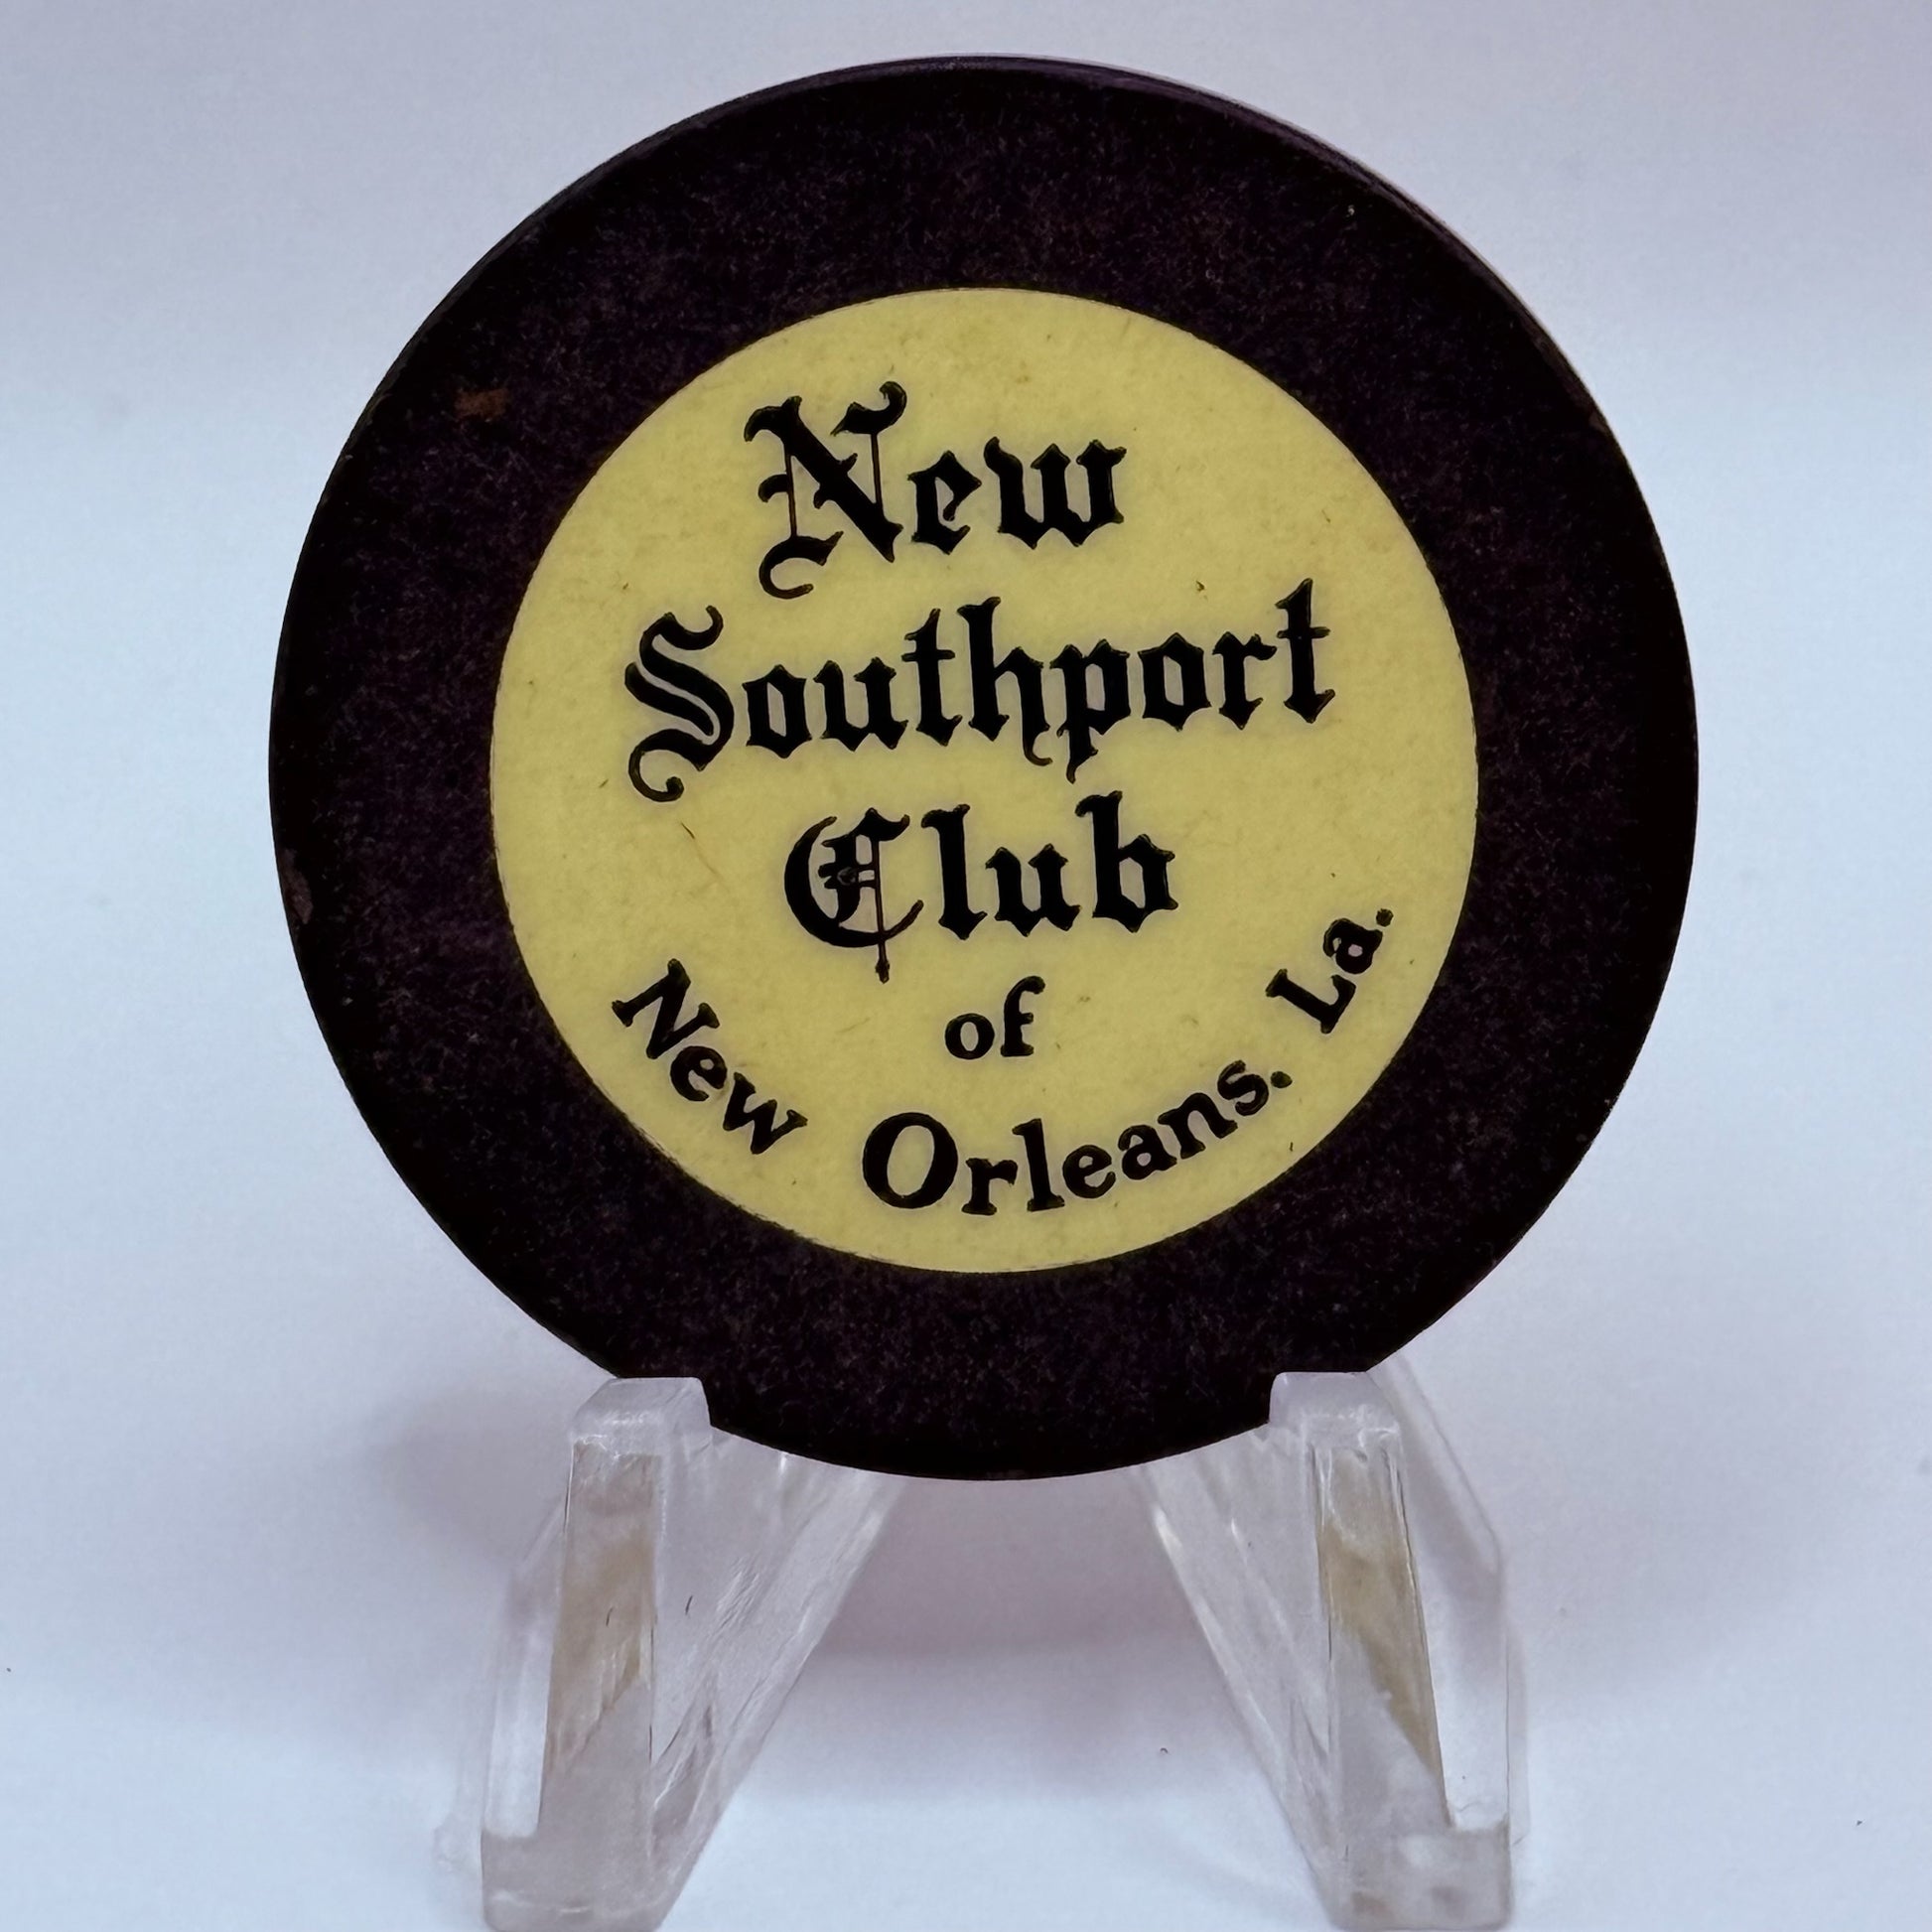 New
Southport
Club
of
New Orleans. La.